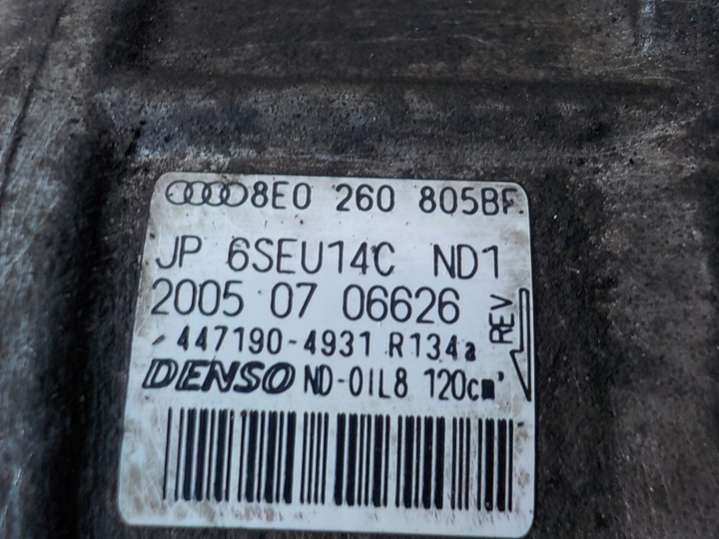 8E0 260 805BF
JP 6SEU14C ND1
2005 07 06626
447190-4931 R134a
REV
DENSO ND-OIL8 120cm³